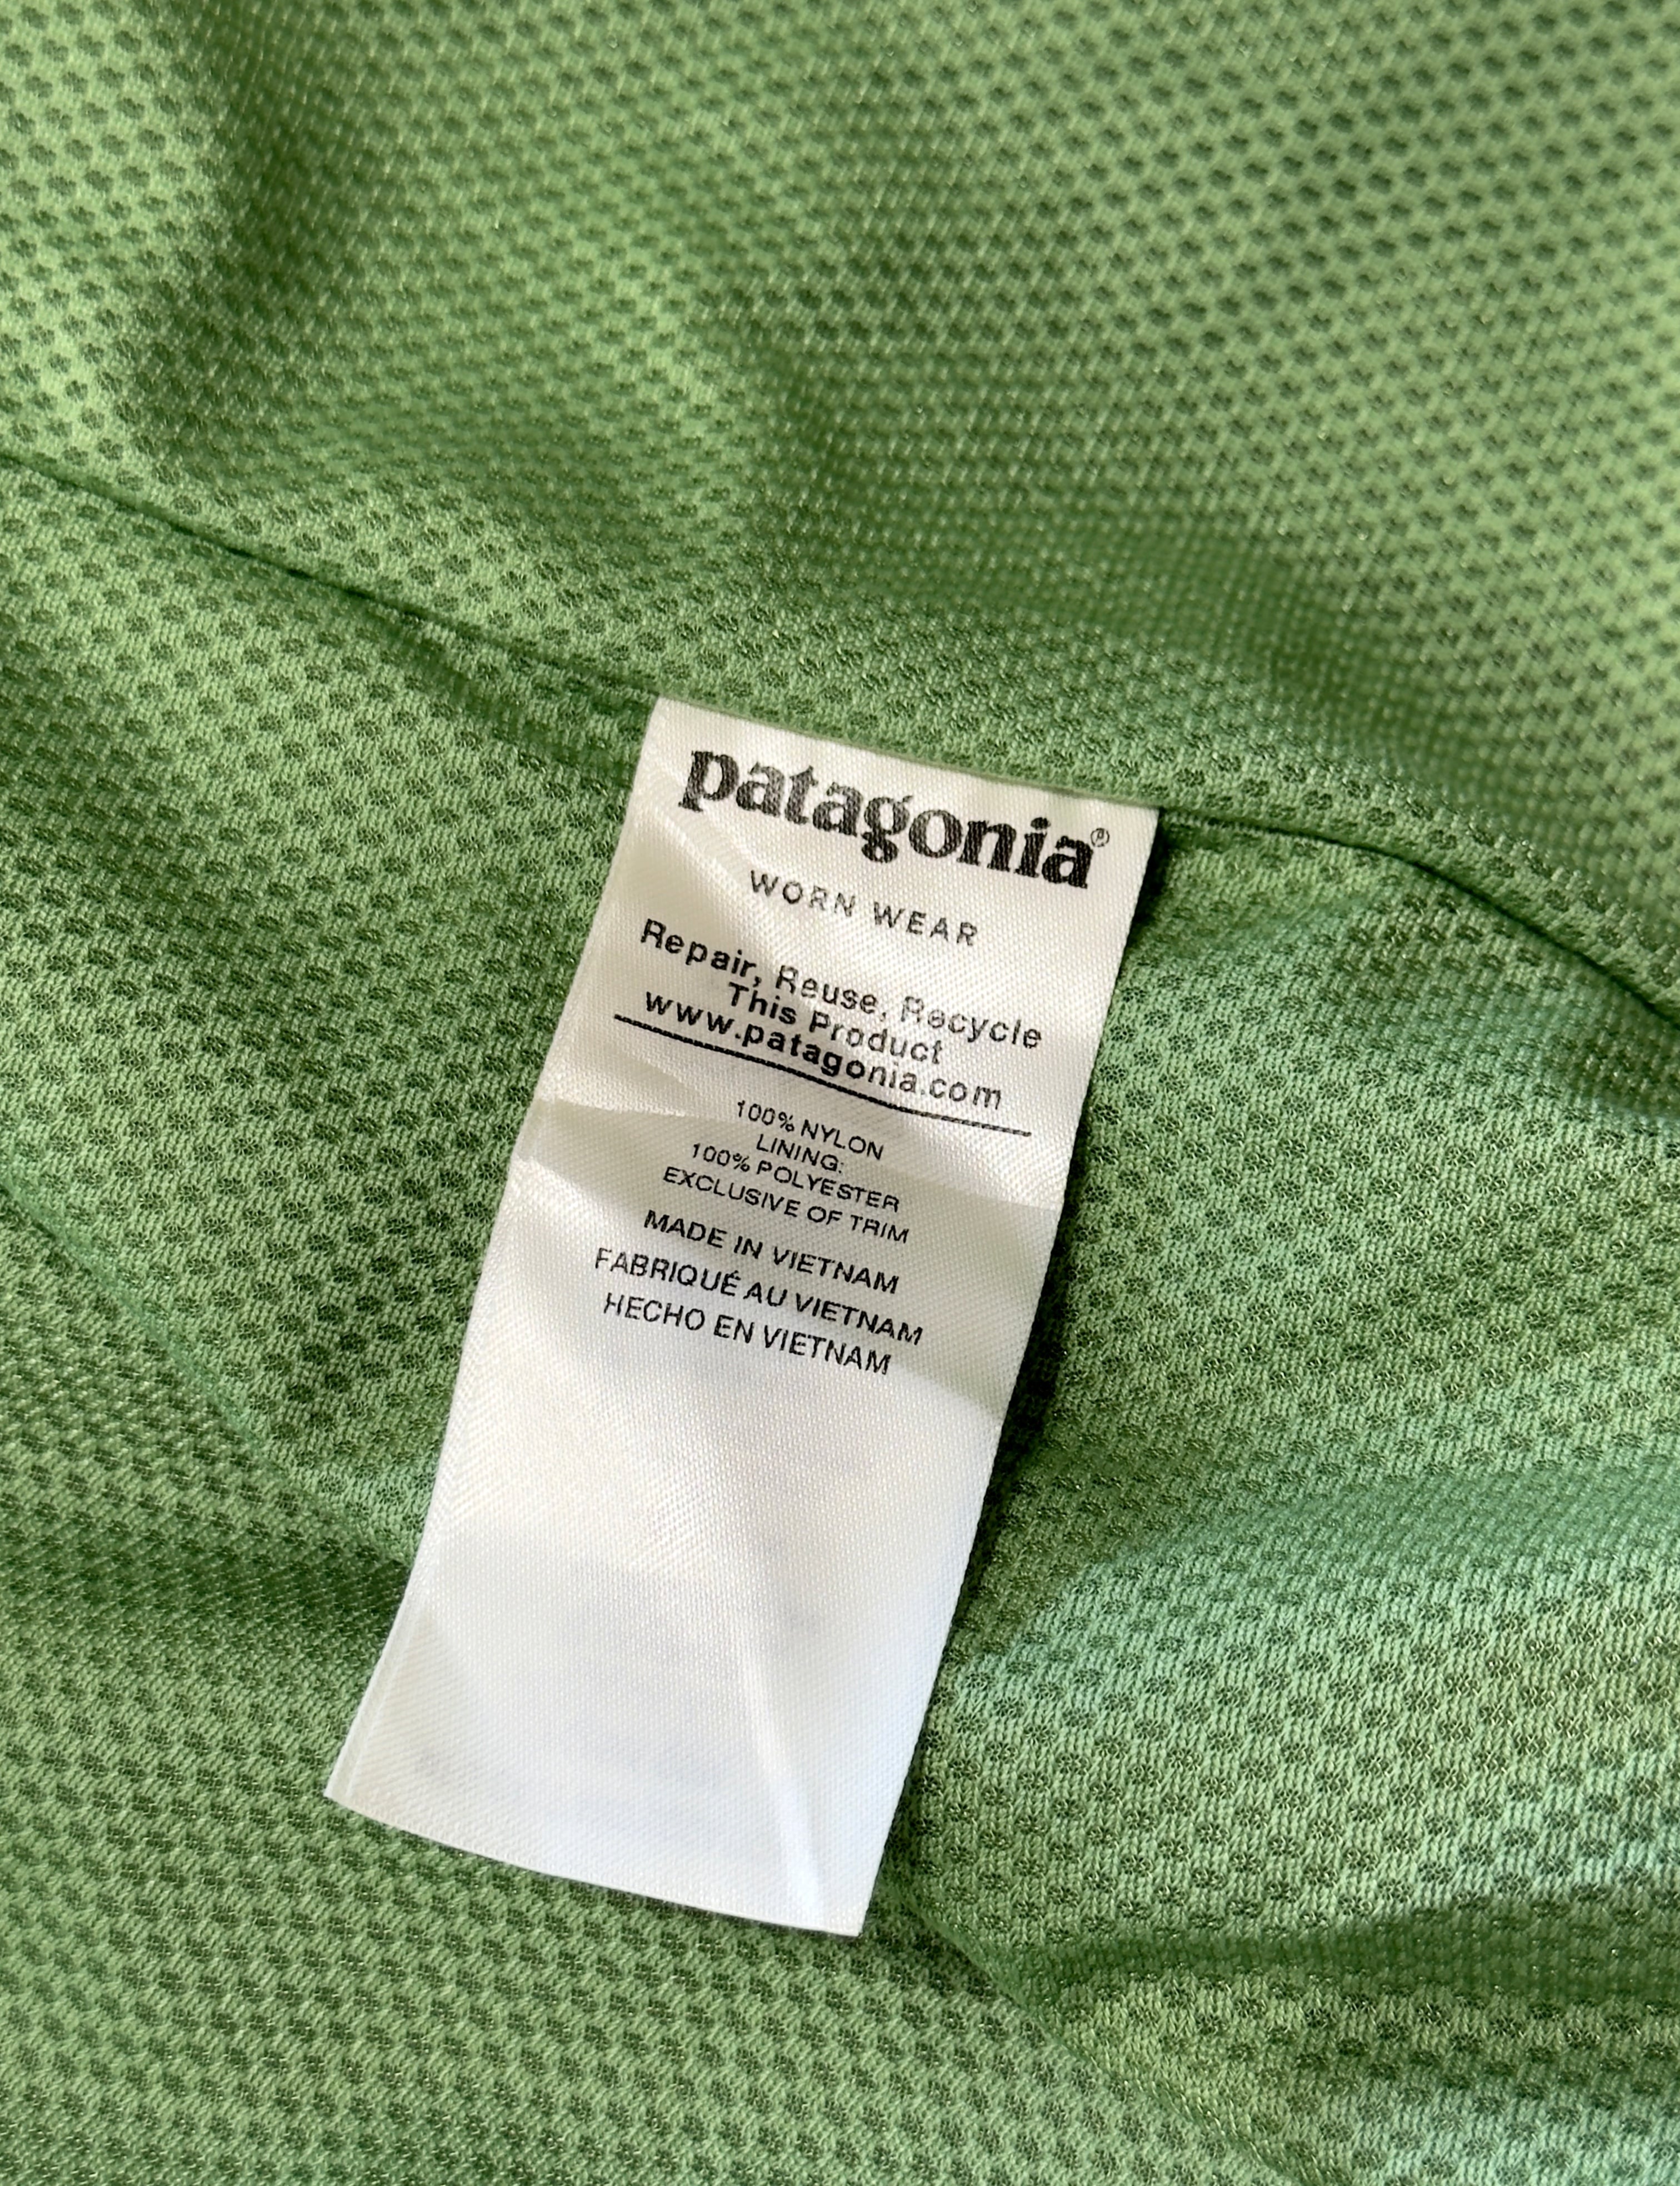 patagonia®
WORN WEAR
Repair, Reuse, Recycle
This Product
www.patagonia.com
100% NYLON
LINING:
100% POLYESTER
EXCLUSIVE OF TRIM
MADE IN VIETNAM
FABRIQUÉ AU VIETNAM
HECHO EN VIETNAM